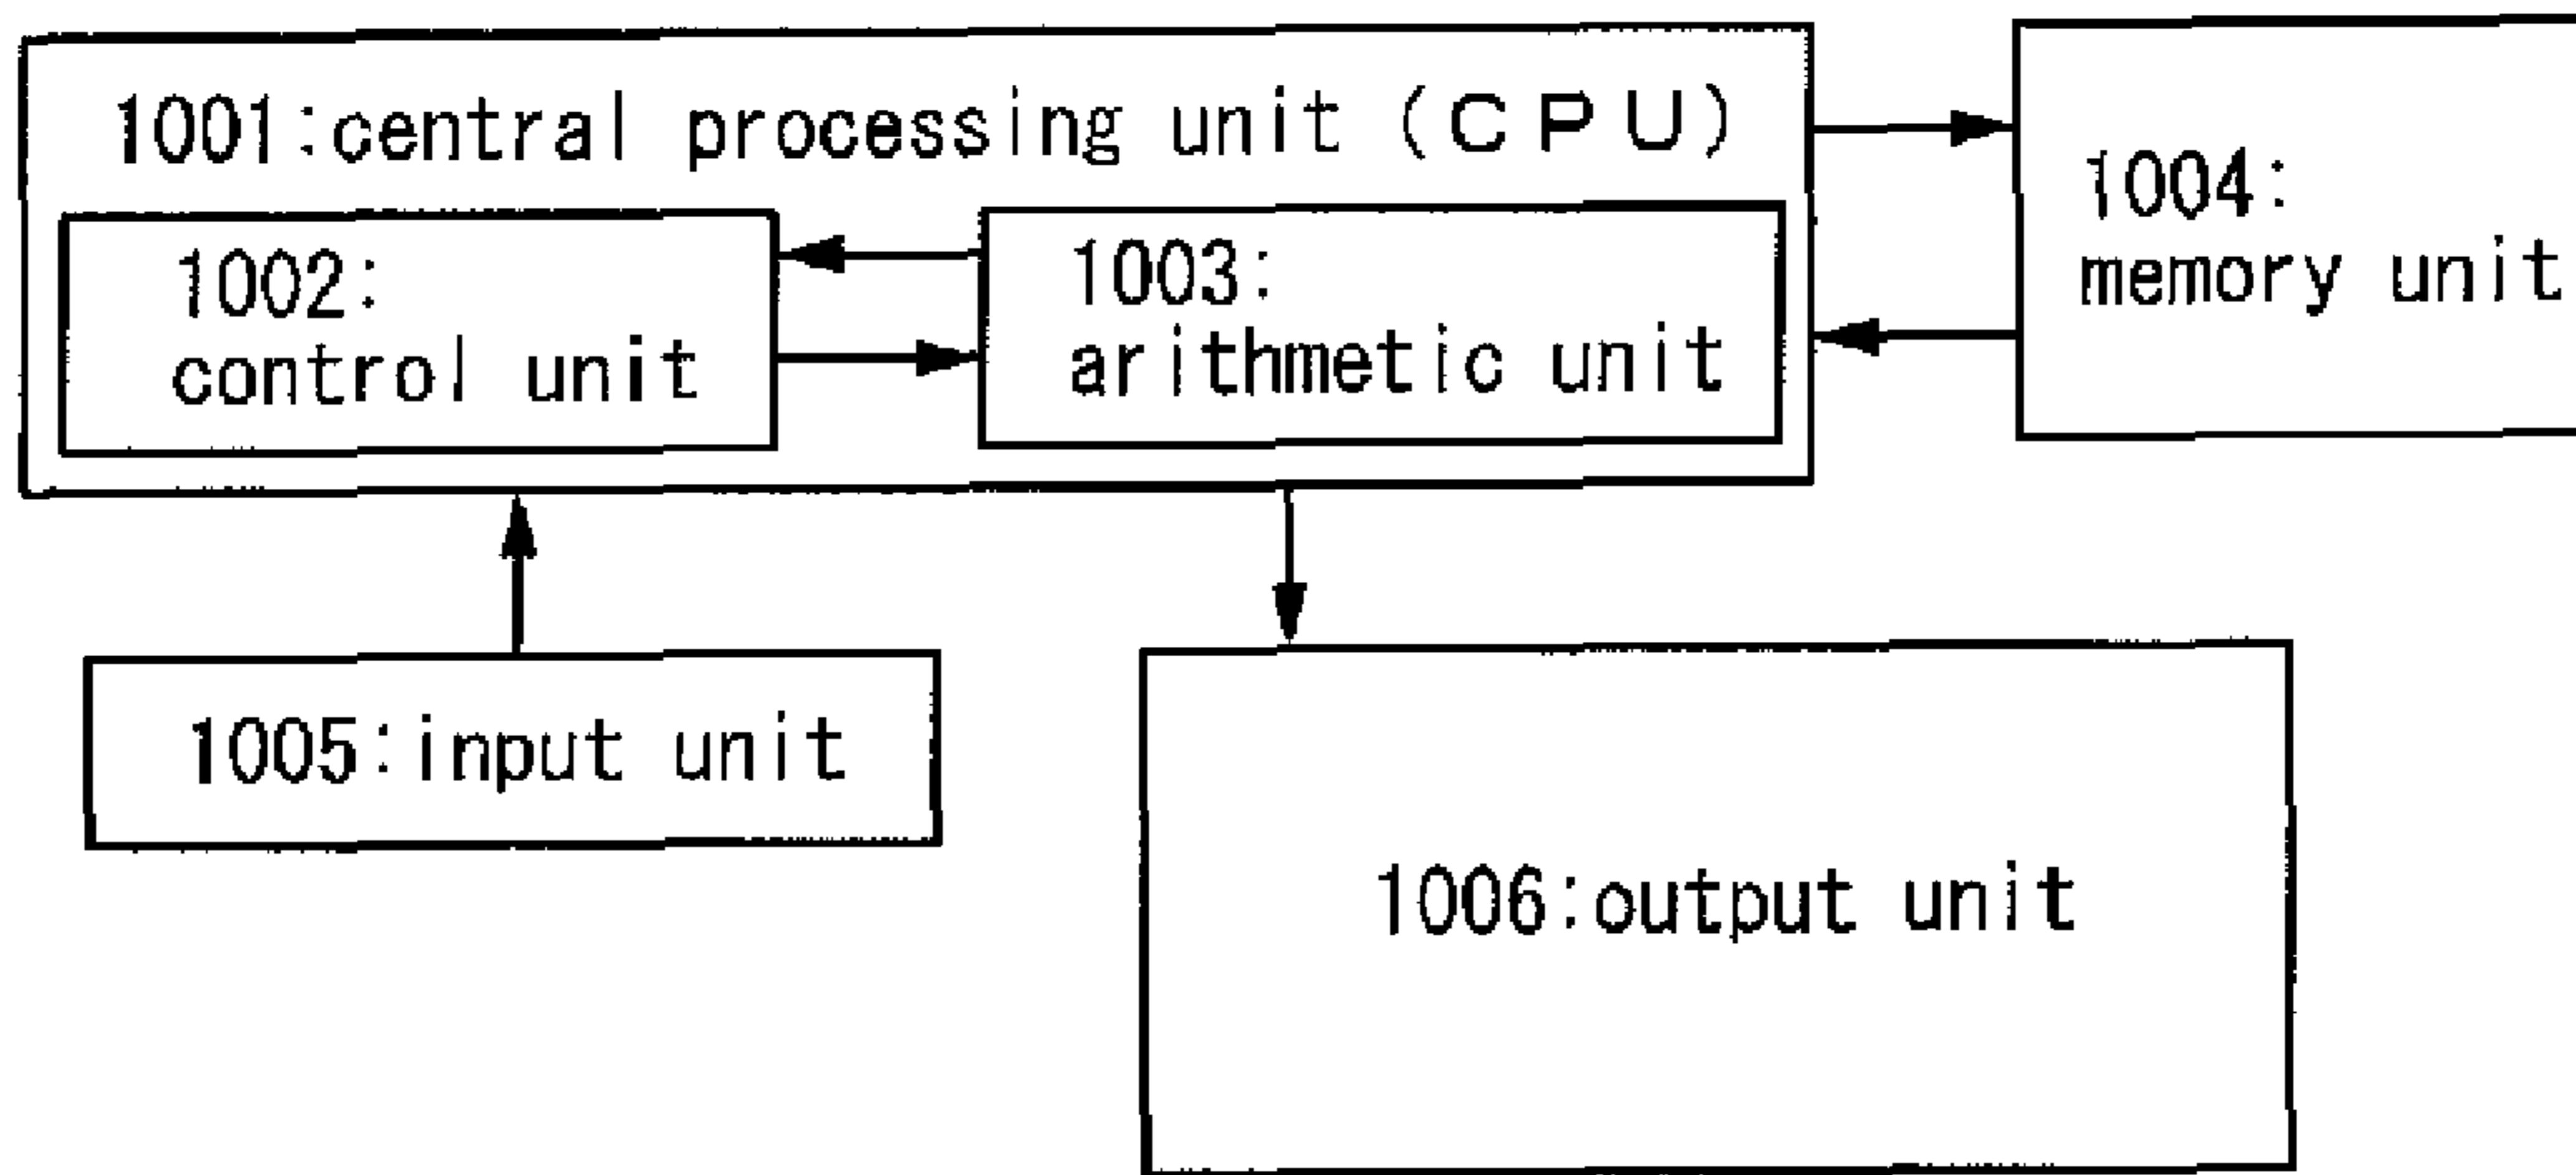 1001:central processing unit (CPU)
1002:
control unit
1003:
arithmetic unit
1004:
memory unit
1005:input unit
1006:output unit